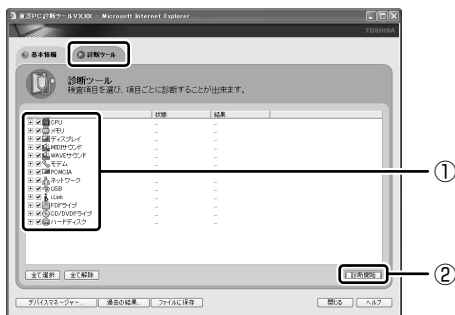 東芝PC診断ツールVX.XX - Microsoft Internet Explorer
TOSHIBA
基本情報
診断ツール
診断ツール
検査項目を選び、項目ごとに診断することが出来ます。
状態 結果
CPU - -
メモリ - -
ディスプレイ - -
MIDIサウンド - -
WAVEサウンド - -
モデム - -
PCMCIA - -
ネットワーク - -
USB - -
i.Link - -
FDDドライブ - -
CD/DVDドライブ - -
ハードディスク - -
①
全て選択 全て解除 診断開始 ②
デバイスマネージャー... 過去の結果... ファイルに保存 閉じる ヘルプ